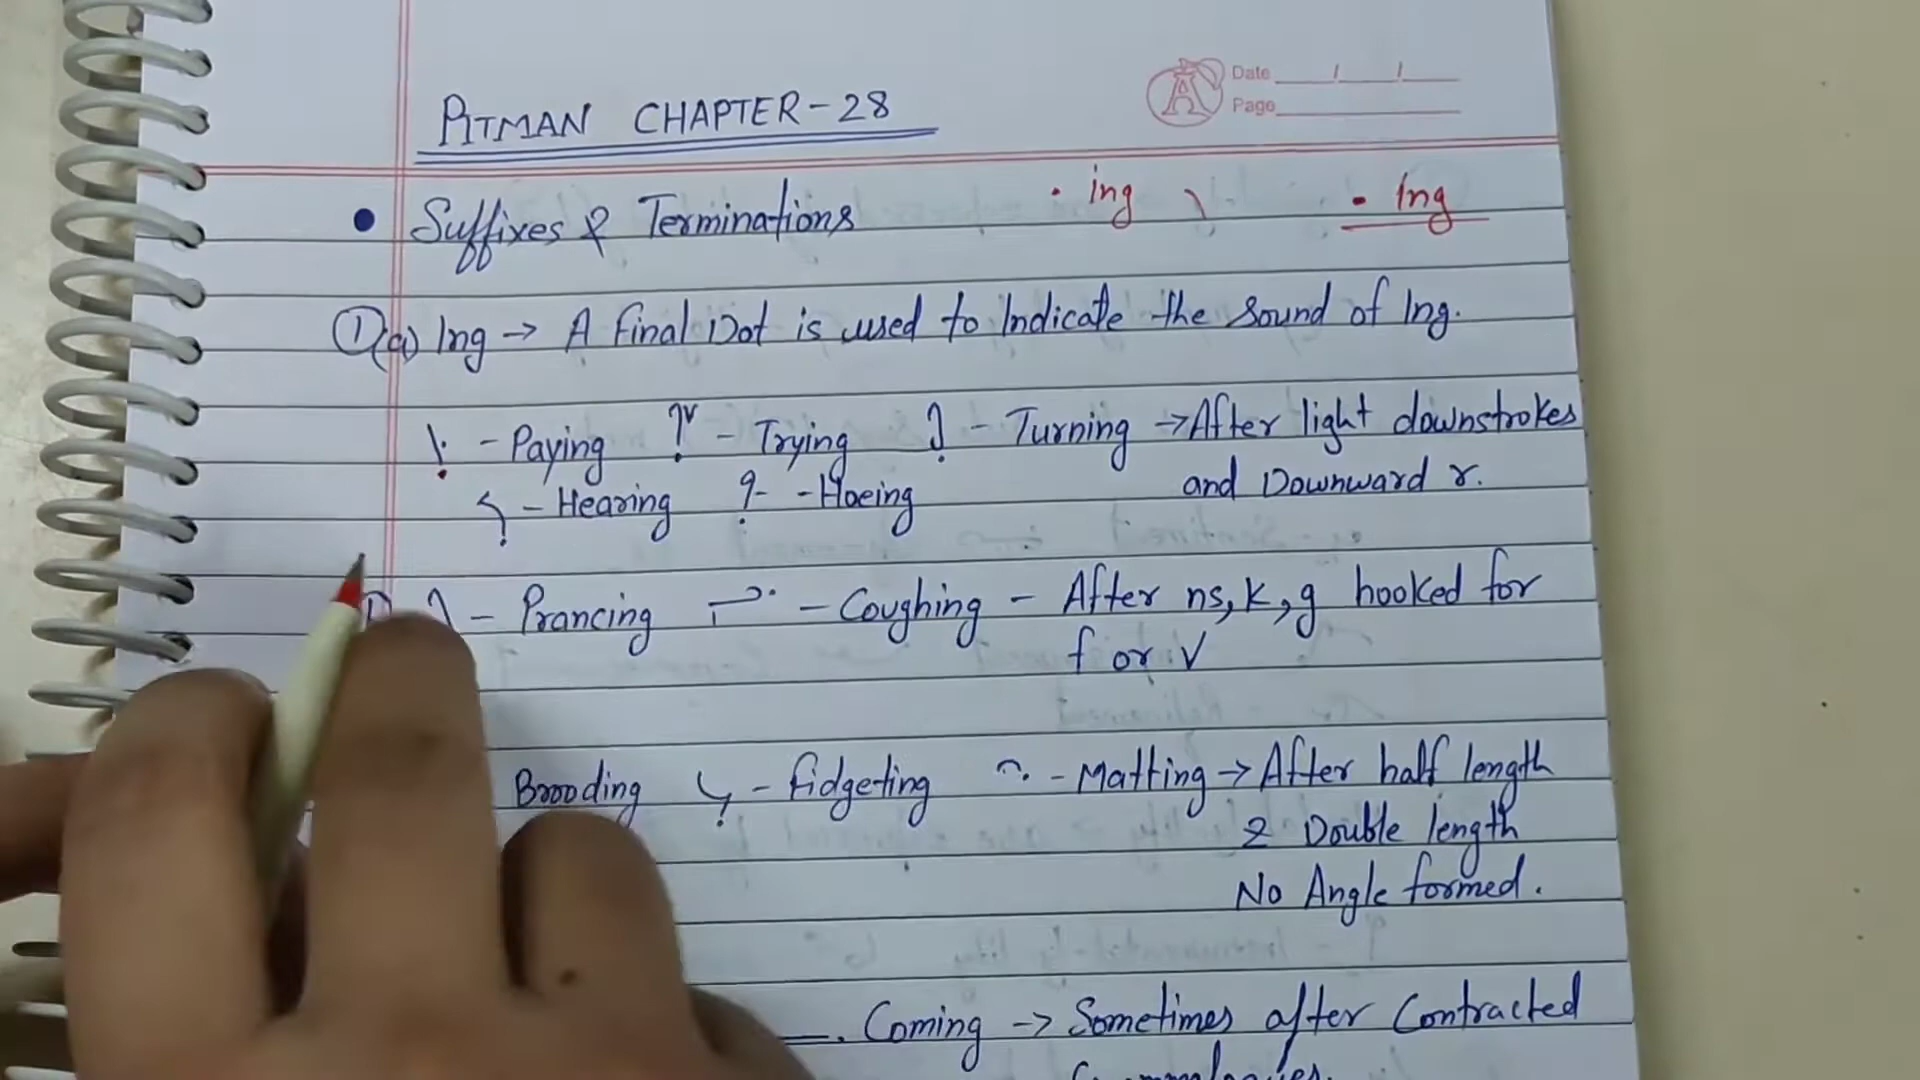 Date / /
Page
PITMAN CHAPTER-28
• Suffixes & Terminations · ing - Ing
①(a) Ing → A final Dot is used to Indicate the Sound of Ing.
- Paying - Trying - Turning → After light downstrokes
- Hearing - Hoeing and Downward r.
- Prancing - Coughing - After ns, k, g hooked for
f or V
Brooding - Fidgeting - Matting → After half length
& Double length
No Angle formed.
Coming → Sometimes after Contracted